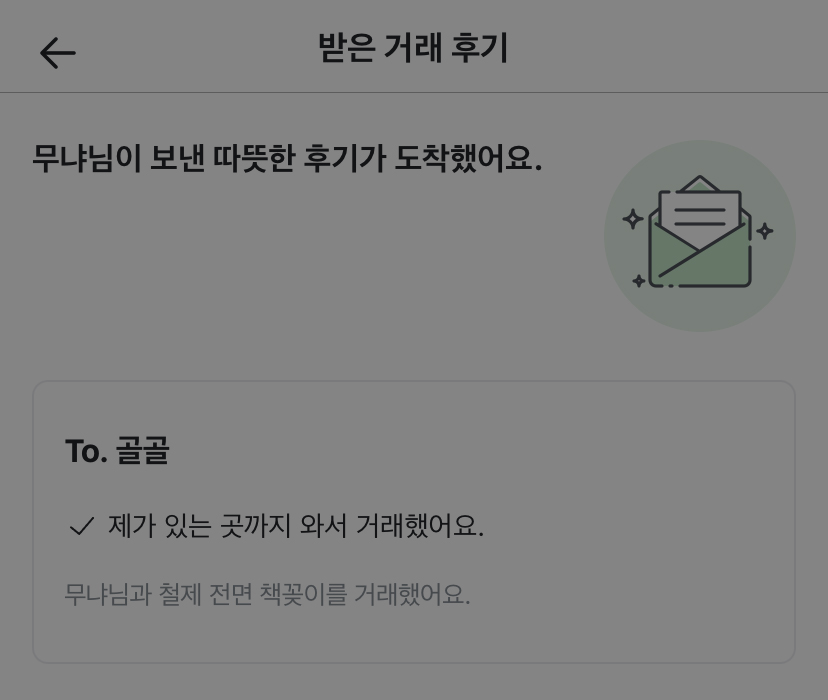 받은 거래 후기
무냐님이 보낸 따뜻한 후기가 도착했어요.
To. 골골
제가 있는 곳까지 와서 거래했어요.
무냐님과 철제 전면 책꽂이를 거래했어요.